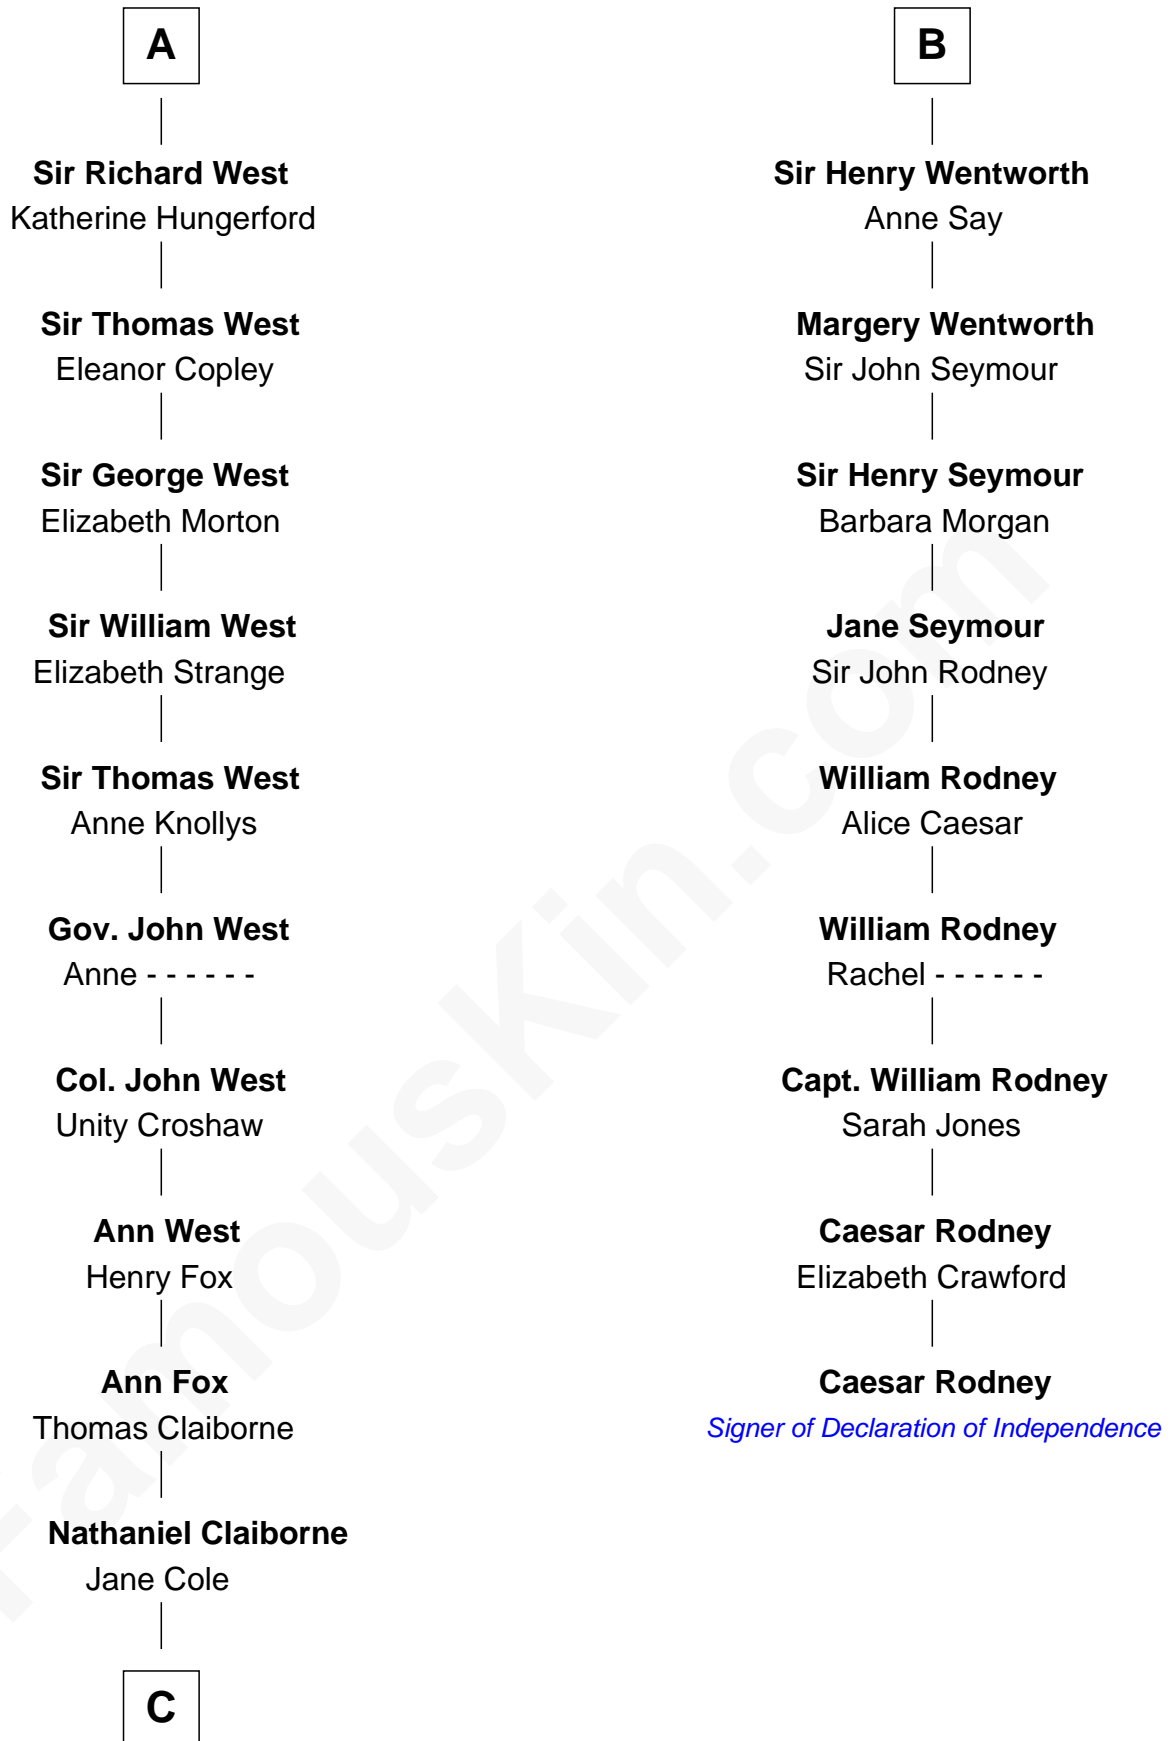 A
Sir Richard West
Katherine Hungerford
Sir Thomas West
Eleanor Copley
Sir George West
Elizabeth Morton
Sir William West
Elizabeth Strange
Sir Thomas West
Anne Knollys
Gov. John West
Anne - - - - - -
Col. John West
Unity Croshaw
Ann West
Henry Fox
Ann Fox
Thomas Claiborne
Nathaniel Claiborne
Jane Cole
C
B
Sir Henry Wentworth
Anne Say
Margery Wentworth
Sir John Seymour
Sir Henry Seymour
Barbara Morgan
Jane Seymour
Sir John Rodney
William Rodney
Alice Caesar
William Rodney
Rachel - - - - - -
Capt. William Rodney
Sarah Jones
Caesar Rodney
Elizabeth Crawford
Caesar Rodney
Signer of Declaration of Independence
FamousKin.com